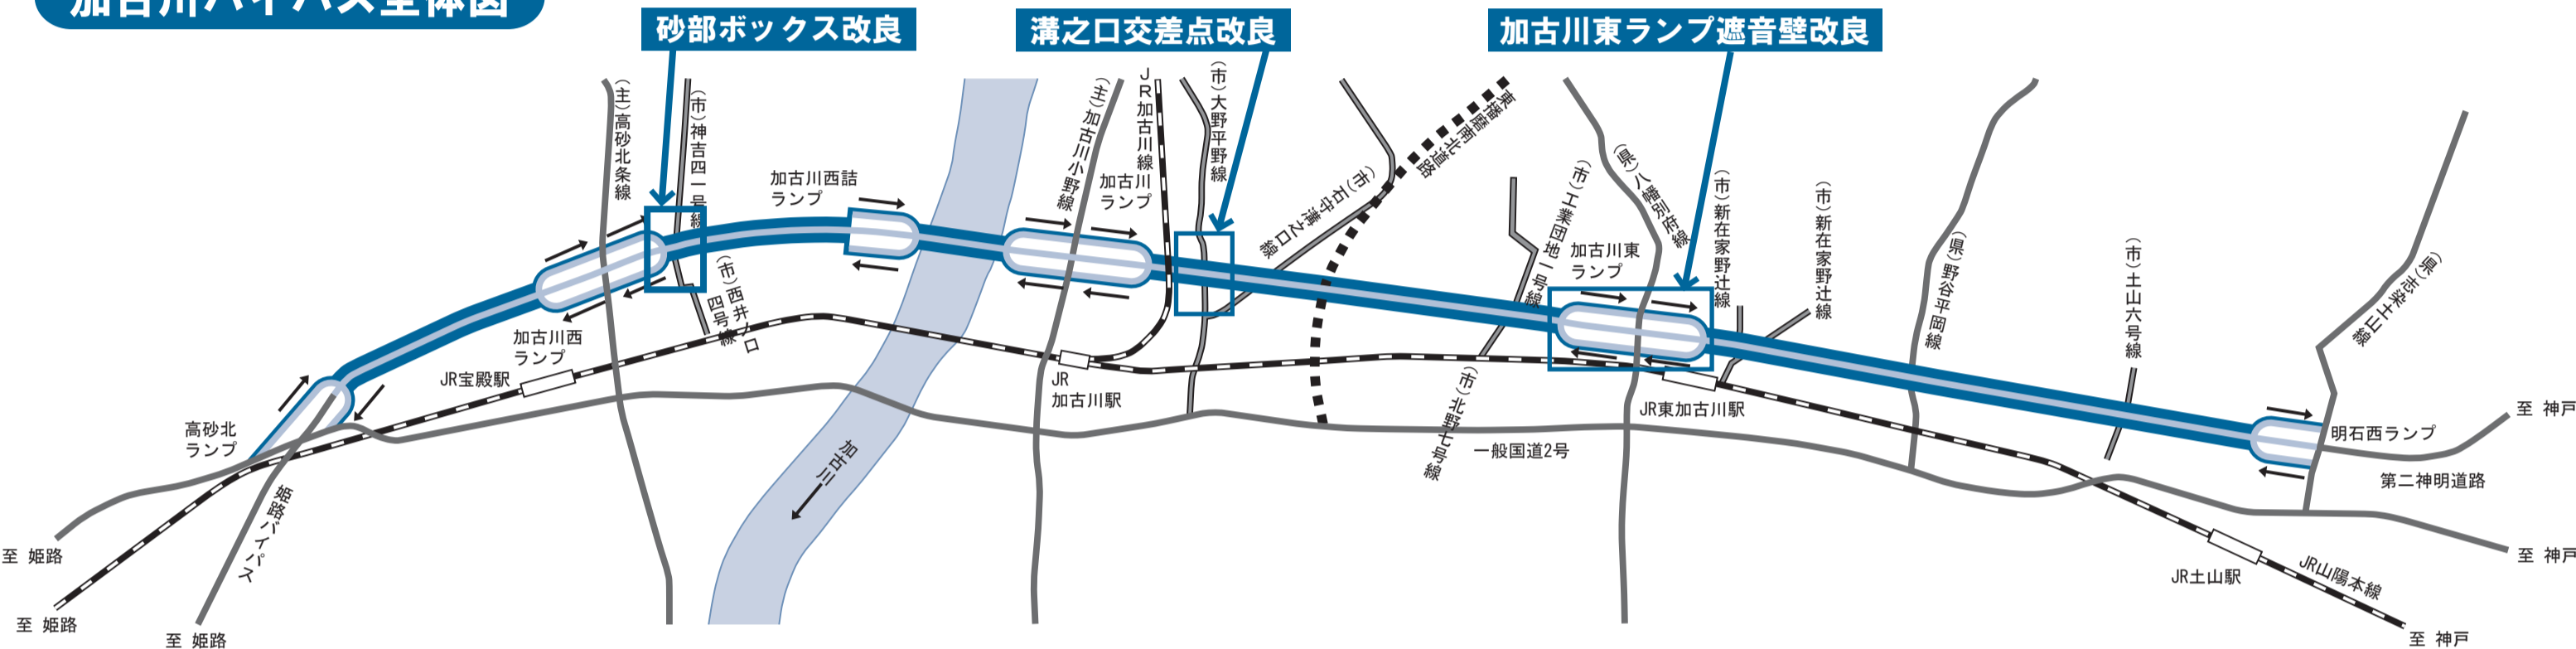 加古川バイパス全体図
砂部ボックス改良
溝之口交差点改良
加古川東ランプ遮音壁改良
(主)高砂北条線
(市)神吉四一号線
加古川西詰
ランプ
(主)加古川小野線
JR加古川線
加古川
ランプ
(市)大野平野線
(市)石守溝之口線
東播磨南北道路
(市)工業団地一号線
(県)八幡別府線
加古川東
ランプ
(市)新在家野辻線
(市)新在家野辻線
(県)野谷平岡線
(市)土山六号線
(県)志染土山線
(市)西井ノ口
四号線
加古川西
ランプ
JR宝殿駅
高砂北
ランプ
姫路バイパス
加古川
JR
加古川駅
(市)北野七号線
一般国道2号
JR東加古川駅
明石西ランプ
第二神明道路
JR土山駅
JR山陽本線
至 姫路
至 姫路
至 姫路
至 神戸
至 神戸
至 神戸